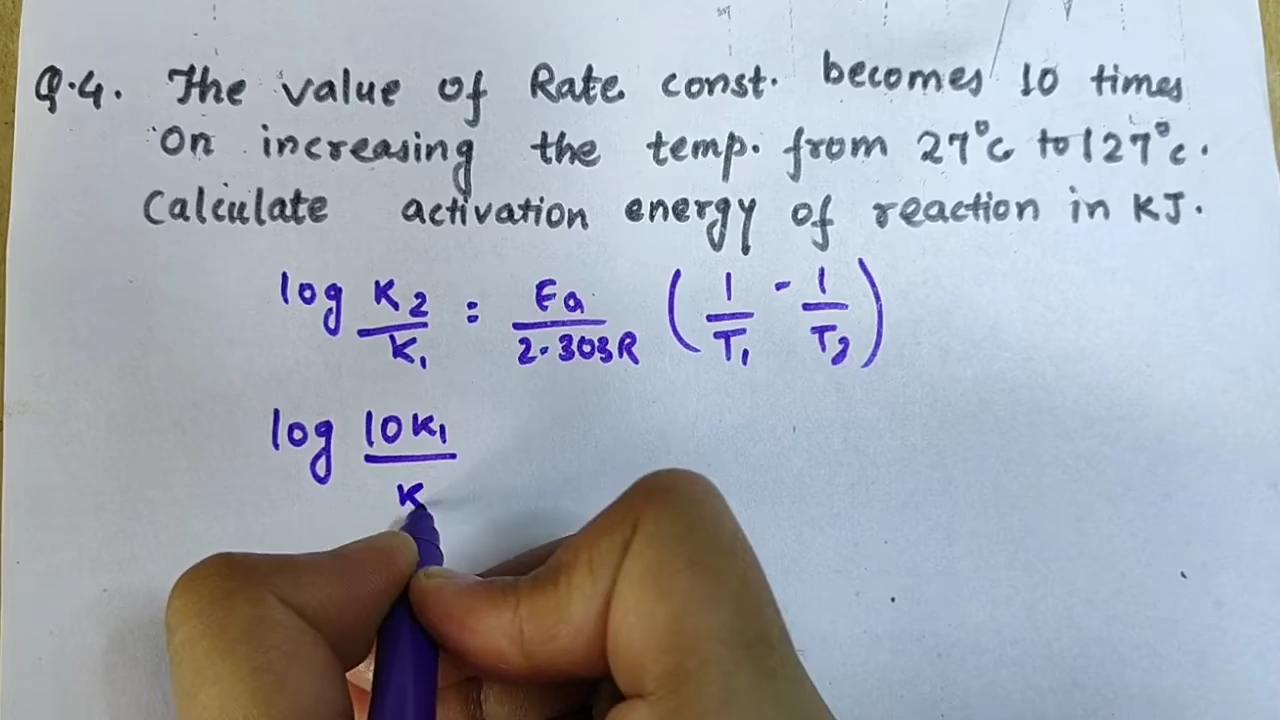 Q.4. The value of Rate const. becomes 10 times
on increasing the temp. from 27°C to 127°C.
Calculate activation energy of reaction in KJ.
log K2/K1 = Ea/2.303R (1/T1 - 1/T2)
log 10K1/K